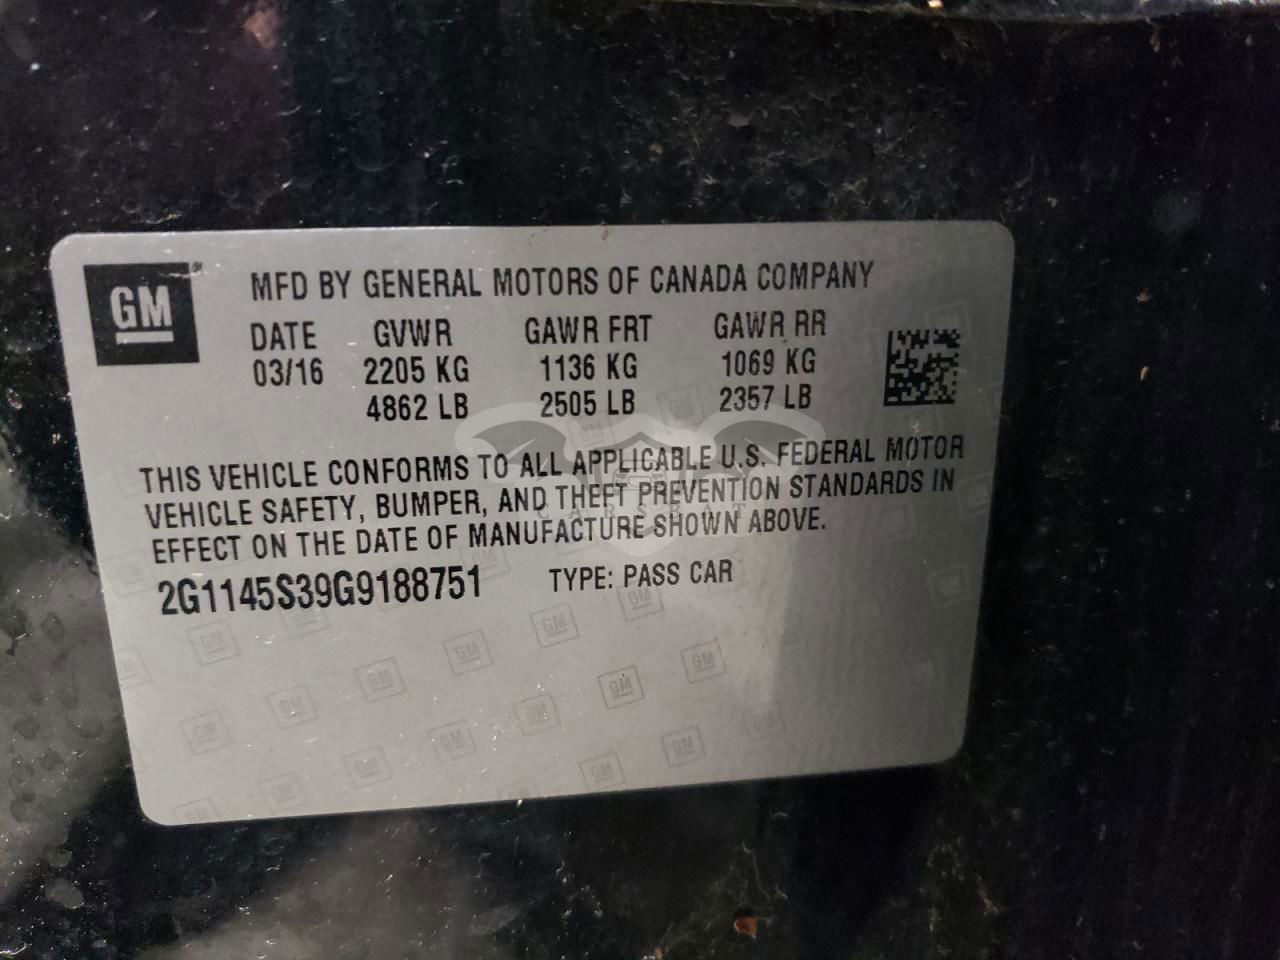 GM
MFD BY GENERAL MOTORS OF CANADA COMPANY
DATE GVWR GAWR FRT GAWR RR
03/16 2205 KG 1136 KG 1069 KG
4862 LB 2505 LB 2357 LB
THIS VEHICLE CONFORMS TO ALL APPLICABLE U.S. FEDERAL MOTOR
VEHICLE SAFETY, BUMPER, AND THEFT PREVENTION STANDARDS IN
EFFECT ON THE DATE OF MANUFACTURE SHOWN ABOVE.
2G1145S39G9188751 TYPE: PASS CAR